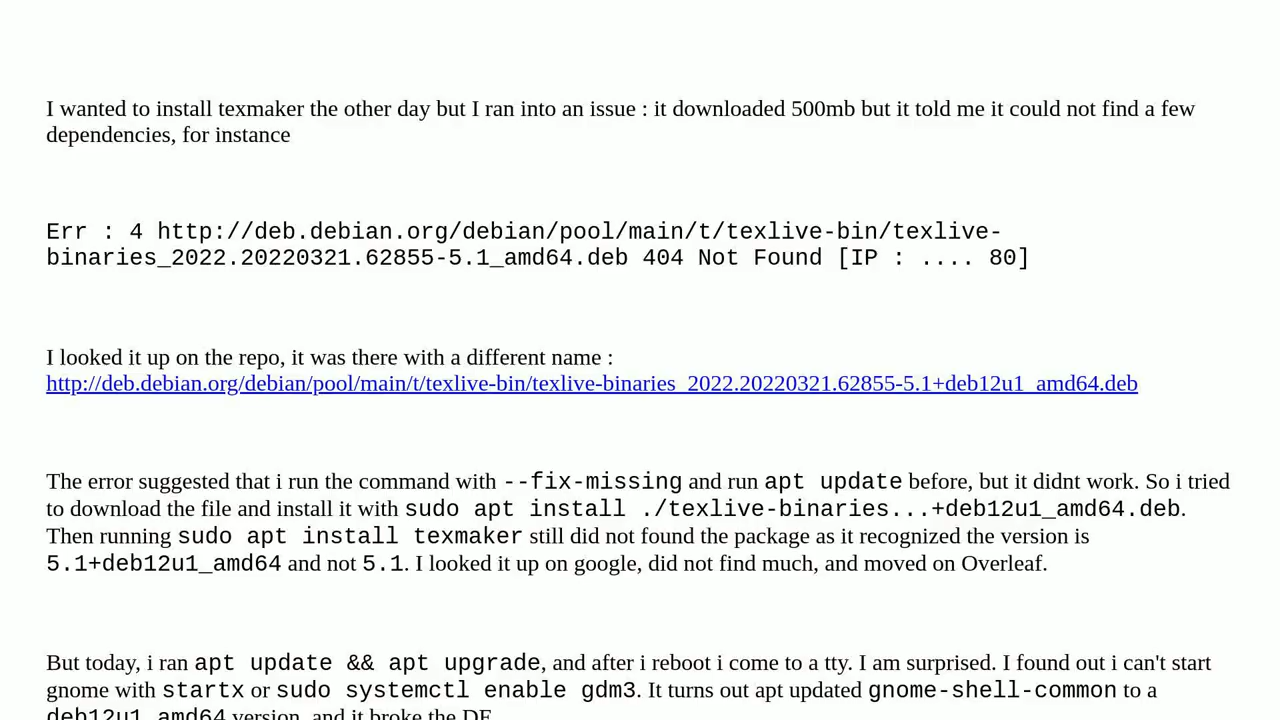 I wanted to install texmaker the other day but I ran into an issue : it downloaded 500mb but it told me it could not find a few
dependencies, for instance
Err : 4 http://deb.debian.org/debian/pool/main/t/texlive-bin/texlive-
binaries_2022.20220321.62855-5.1_amd64.deb 404 Not Found [IP : .... 80]
I looked it up on the repo, it was there with a different name :
http://deb.debian.org/debian/pool/main/t/texlive-bin/texlive-binaries_2022.20220321.62855-5.1+deb12u1_amd64.deb
The error suggested that i run the command with --fix-missing and run apt update before, but it didnt work. So i tried
to download the file and install it with sudo apt install ./texlive-binaries...+deb12u1_amd64.deb.
Then running sudo apt install texmaker still did not found the package as it recognized the version is
5.1+deb12u1_amd64 and not 5.1. I looked it up on google, did not find much, and moved on Overleaf.
But today, i ran apt update && apt upgrade, and after i reboot i come to a tty. I am surprised. I found out i can't start
gnome with startx or sudo systemctl enable gdm3. It turns out apt updated gnome-shell-common to a
deb12u1_amd64 version, and it broke the DE.